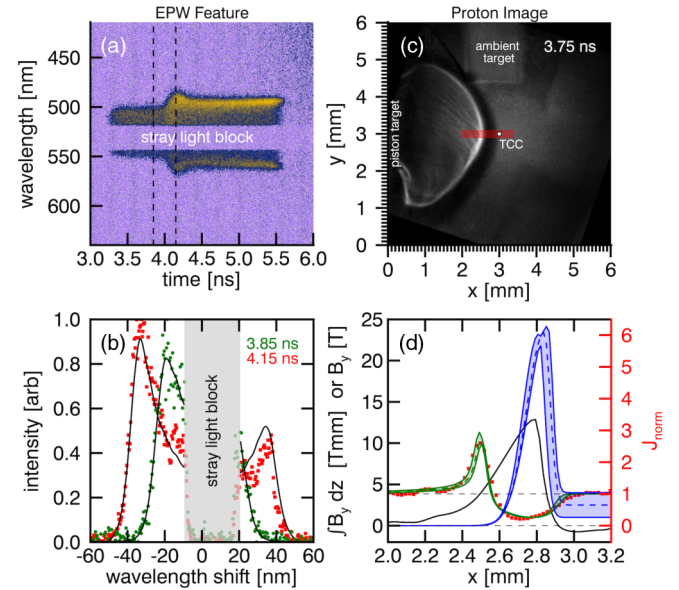 EPW Feature
Proton Image
(a)
wavelength [nm]
500
550
600
stray light block
3.0 3.5 4.0 4.5 5.0 5.5 6.0
time [ns]
(c)
3.75 ns
ambient
target
piston target
TCC
y [mm]
6
5
4
3
2
1
0
0 1 2 3 4 5 6
x [mm]
(b)
3.85 ns
4.15 ns
stray light block
intensity [arb]
1.0
0.8
0.6
0.4
0.2
0.0
-60 -40 -20 0 20 40 60
wavelength shift [nm]
(d)
∫By dz [Tmm] or By [T]
25
20
15
10
5
0
6
5
4
3
2
1
0
Jnorm
2.0 2.2 2.4 2.6 2.8 3.0 3.2
x [mm]